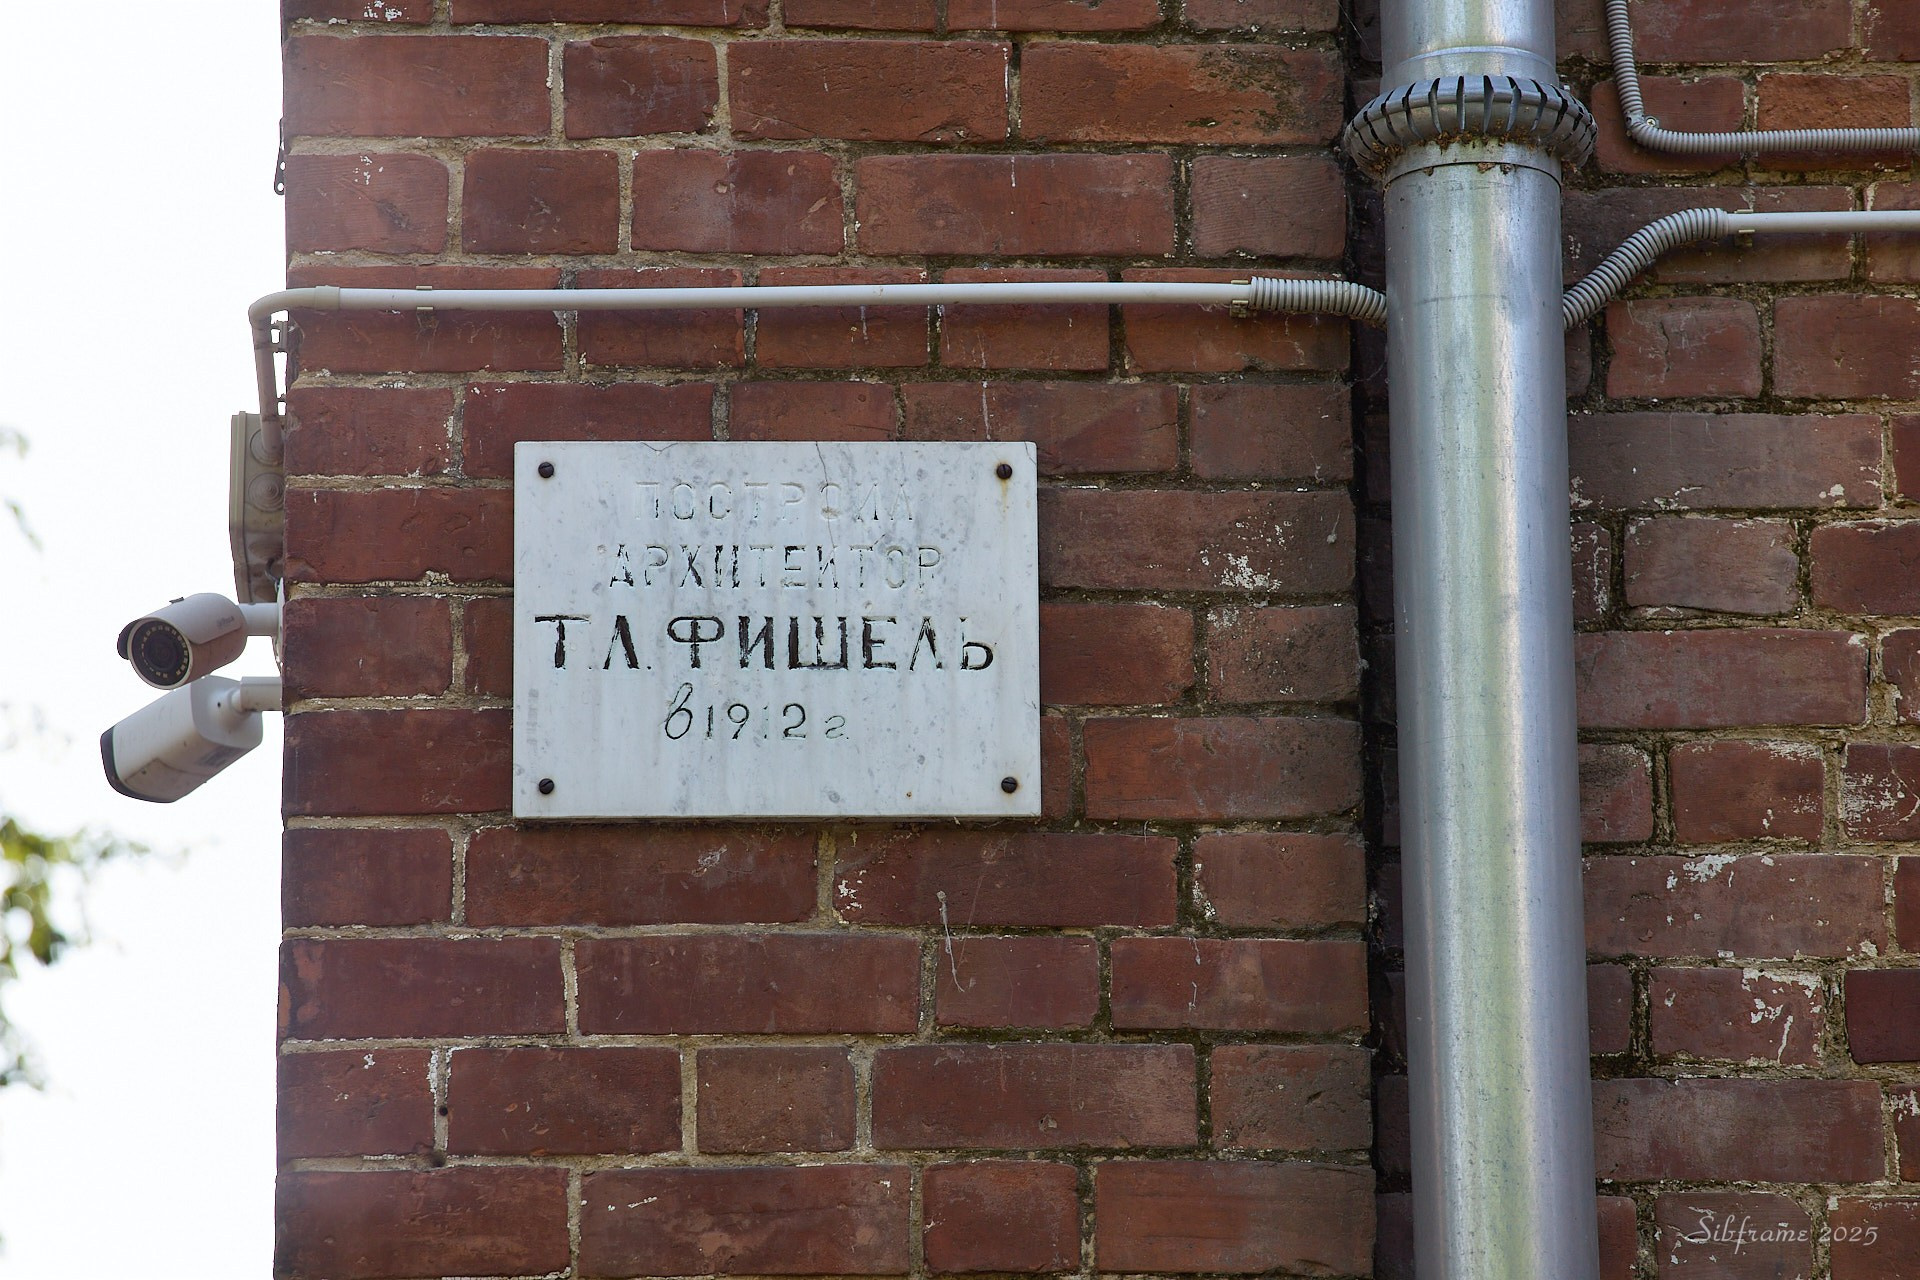 ПОСТРОИЛ
АРХИТЕКТОР
Т.Л. ФИШЕЛЬ
в 1912 г.
Sibframe 2025